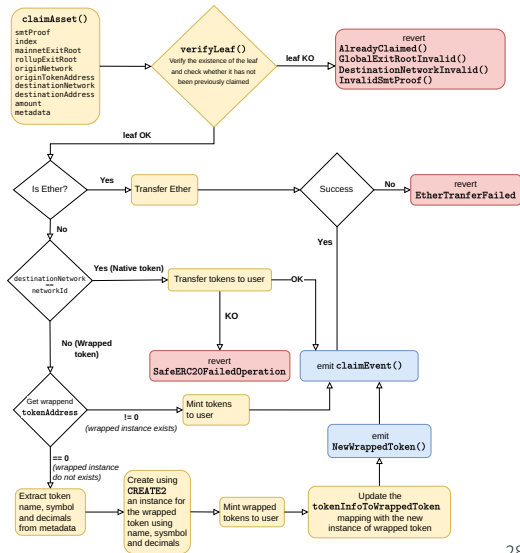 claimAsset()
smtProof
index
mainnetExitRoot
rollupExitRoot
originNetwork
originTokenAddress
destinationNetwork
destinationAddress
amount
metadata
verifyLeaf()
Verify the existence of the leaf
and check whether it has not
been previously claimed
leaf KO
revert
AlreadyClaimed()
GlobalExitRootInvalid()
DestinationNetworkInvalid()
InvalidSmtProof()
leaf OK
Is Ether?
Yes
Transfer Ether
Success
No
revert
EtherTranferFailed
No
Yes
destinationNetwork
==
networkId
Yes (Native token)
Transfer tokens to user
OK
KO
No (Wrapped
token)
revert
SafeERC20FailedOperation
emit claimEvent()
Get wrappend
tokenAddress
!= 0
(wrapped instance exists)
Mint tokens
to user
emit
NewWrappedToken()
== 0
(wrapped instance
do not exists)
Extract token
name, symbol
and decimals
from metadata
Create using
CREATE2
an instance for
the wrapped
token using
name, symbol
and decimals
Mint wrapped
tokens to user
Update the
tokenInfoToWrappedToken
mapping with the new
instance of wrapped token